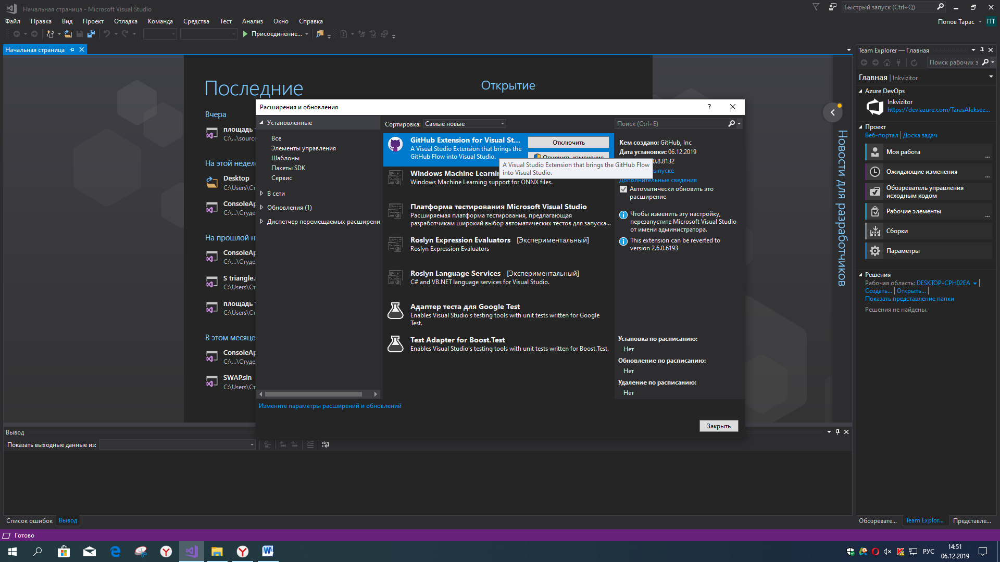 Начальная страница - Microsoft Visual Studio
Быстрый запуск (Ctrl+Q)
Файл Правка Вид Проект Отладка Команда Средства Тест Анализ Окно Справка
Попов Тарас ПТ
Присоединение...
Начальная страница
Последние
Вчера
площадь
C:\...\sourc
На этой недел
Desktop
C:\Users\Ст
ConsoleAp
C:\...\Студе
На прошлой н
ConsoleAp
C:\...\Студе
S triangle.s
C:\Users\Ст
площадь
C:\Users\Ст
В этом месяце
ConsoleAp
C:\...\Студе
SWAP.sln
C:\Users\Ст
Открытие
Расширения и обновления
?
Установленные
Все
Элементы управления
Шаблоны
Пакеты SDK
Сервис
В сети
Обновления (1)
Диспетчер перемещаемых расширени
Измените параметры расширений и обновлений
Сортировка: Самые новые
GitHub Extension for Visual St...
A Visual Studio Extension that brings the
GitHub Flow into Visual Studio.
Отключить
Отменить изменения
A Visual Studio Extension that brings the GitHub Flow
into Visual Studio.
Windows Machine Learnin
Windows Machine Learning support for ONNX files.
Платформа тестирования Microsoft Visual Studio
Расширяемая платформа тестирования, предлагающая
разработчикам широкий выбор автоматических тестов для запуска...
Roslyn Expression Evaluators [Экспериментальный]
Roslyn Expression Evaluators
Roslyn Language Services [Экспериментальный]
C# and VB.NET language services for Visual Studio.
Адаптер теста для Google Test
Enables Visual Studio's testing tools with unit tests written for Google
Test.
Test Adapter for Boost.Test
Enables Visual Studio's testing tools with unit tests written for Boost.Test.
Поиск (Ctrl+E)
Кем создано: GitHub, Inc
Дата установки: 06.12.2019
0.8.8132
ыпуске
Дополнительные сведения
Автоматически обновить это
расширение
Чтобы изменить эту настройку,
перезапустите Microsoft Visual Studio
от имени администратора.
This extension can be reverted to
version 2.6.0.6193
Установка по расписанию:
Нет
Обновление по расписанию:
Нет
Удаление по расписанию:
Нет
Закрыть
Новости для разработчиков
Team Explorer — Главная
Поиск рабочих э
Главная | Inkvizitor
Azure DevOps
Inkvizitor
https://dev.azure.com/TarasAleksee...
Проект
Веб-портал | Доска задач
Моя работа
...
Ожидающие изменения
...
Обозреватель управления
исходным кодом
Рабочие элементы
...
Сборки
Параметры
Решения
Рабочая область: DESKTOP-CPH02EA
Создать... | Открыть... |
Показать представление папки
Решения не найдены.
Вывод
Показать выходные данные из:
Список ошибок Вывод
Обозревате... Team Explor... Представле...
Готово
РУС
14:51
06.12.2019